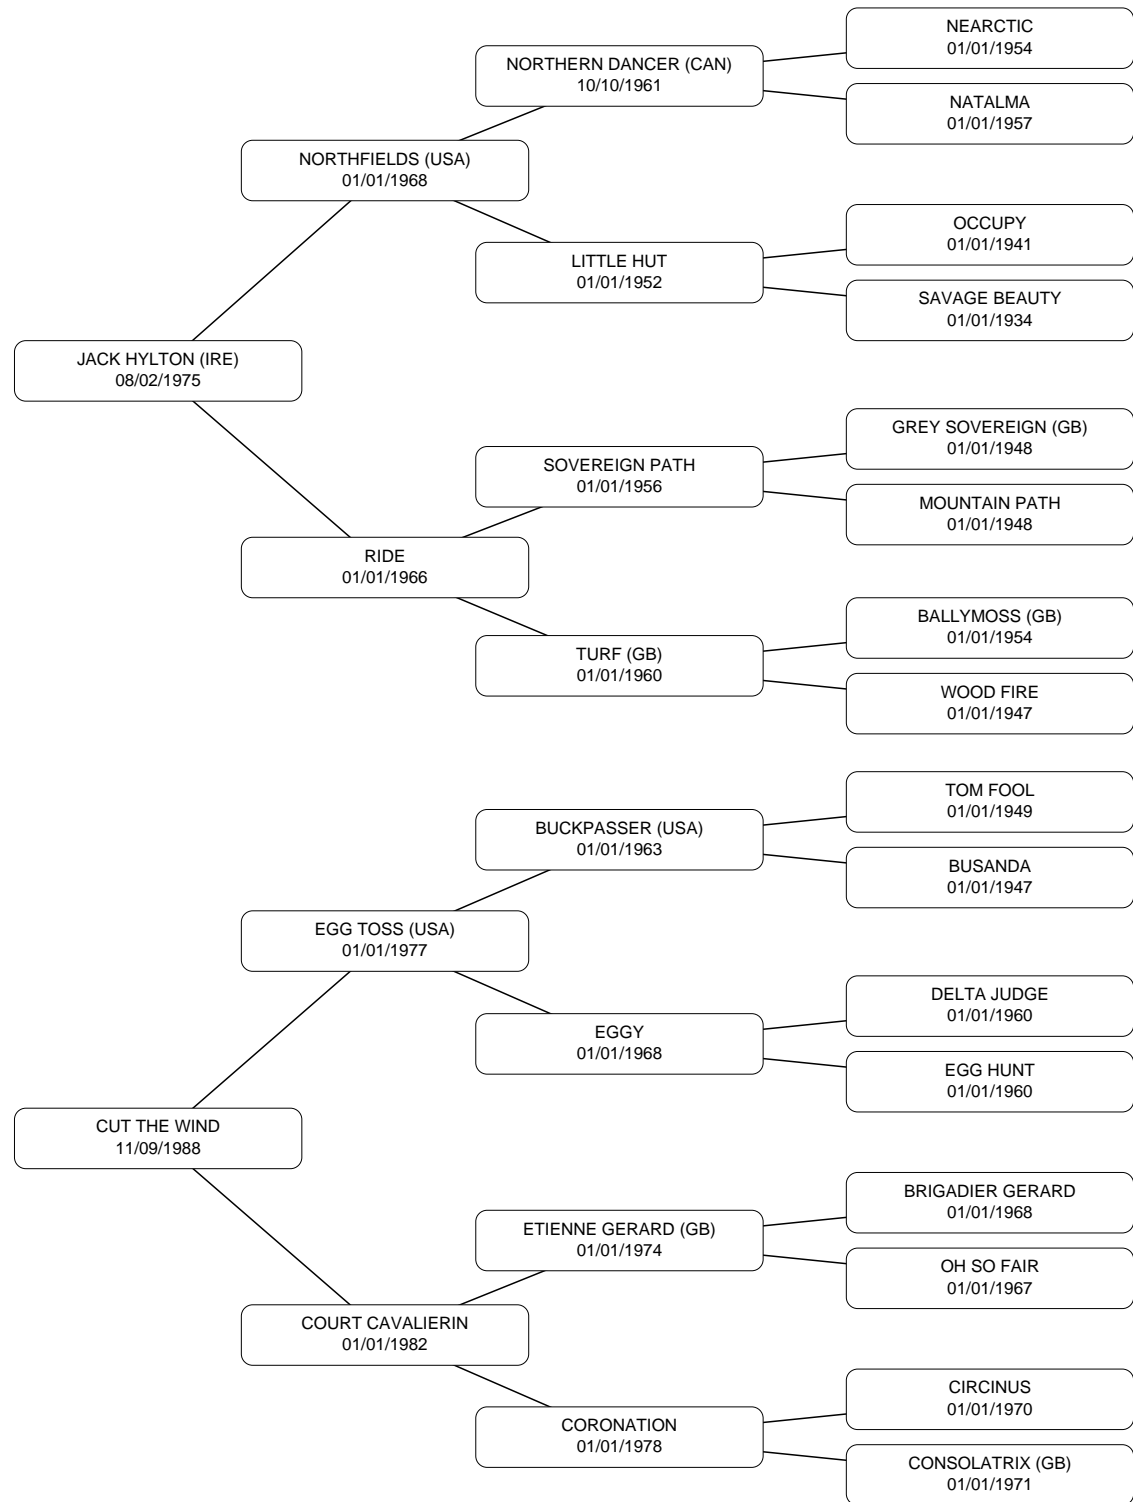 NEARCTIC
01/01/1954
NORTHERN DANCER (CAN)
10/10/1961
NATALMA
01/01/1957
NORTHFIELDS (USA)
01/01/1968
OCCUPY
01/01/1941
LITTLE HUT
01/01/1952
SAVAGE BEAUTY
01/01/1934
JACK HYLTON (IRE)
08/02/1975
GREY SOVEREIGN (GB)
01/01/1948
SOVEREIGN PATH
01/01/1956
MOUNTAIN PATH
01/01/1948
RIDE
01/01/1966
BALLYMOSS (GB)
01/01/1954
TURF (GB)
01/01/1960
WOOD FIRE
01/01/1947
TOM FOOL
01/01/1949
BUCKPASSER (USA)
01/01/1963
BUSANDA
01/01/1947
EGG TOSS (USA)
01/01/1977
DELTA JUDGE
01/01/1960
EGGY
01/01/1968
EGG HUNT
01/01/1960
CUT THE WIND
11/09/1988
BRIGADIER GERARD
01/01/1968
ETIENNE GERARD (GB)
01/01/1974
OH SO FAIR
01/01/1967
COURT CAVALIERIN
01/01/1982
CIRCINUS
01/01/1970
CORONATION
01/01/1978
CONSOLATRIX (GB)
01/01/1971